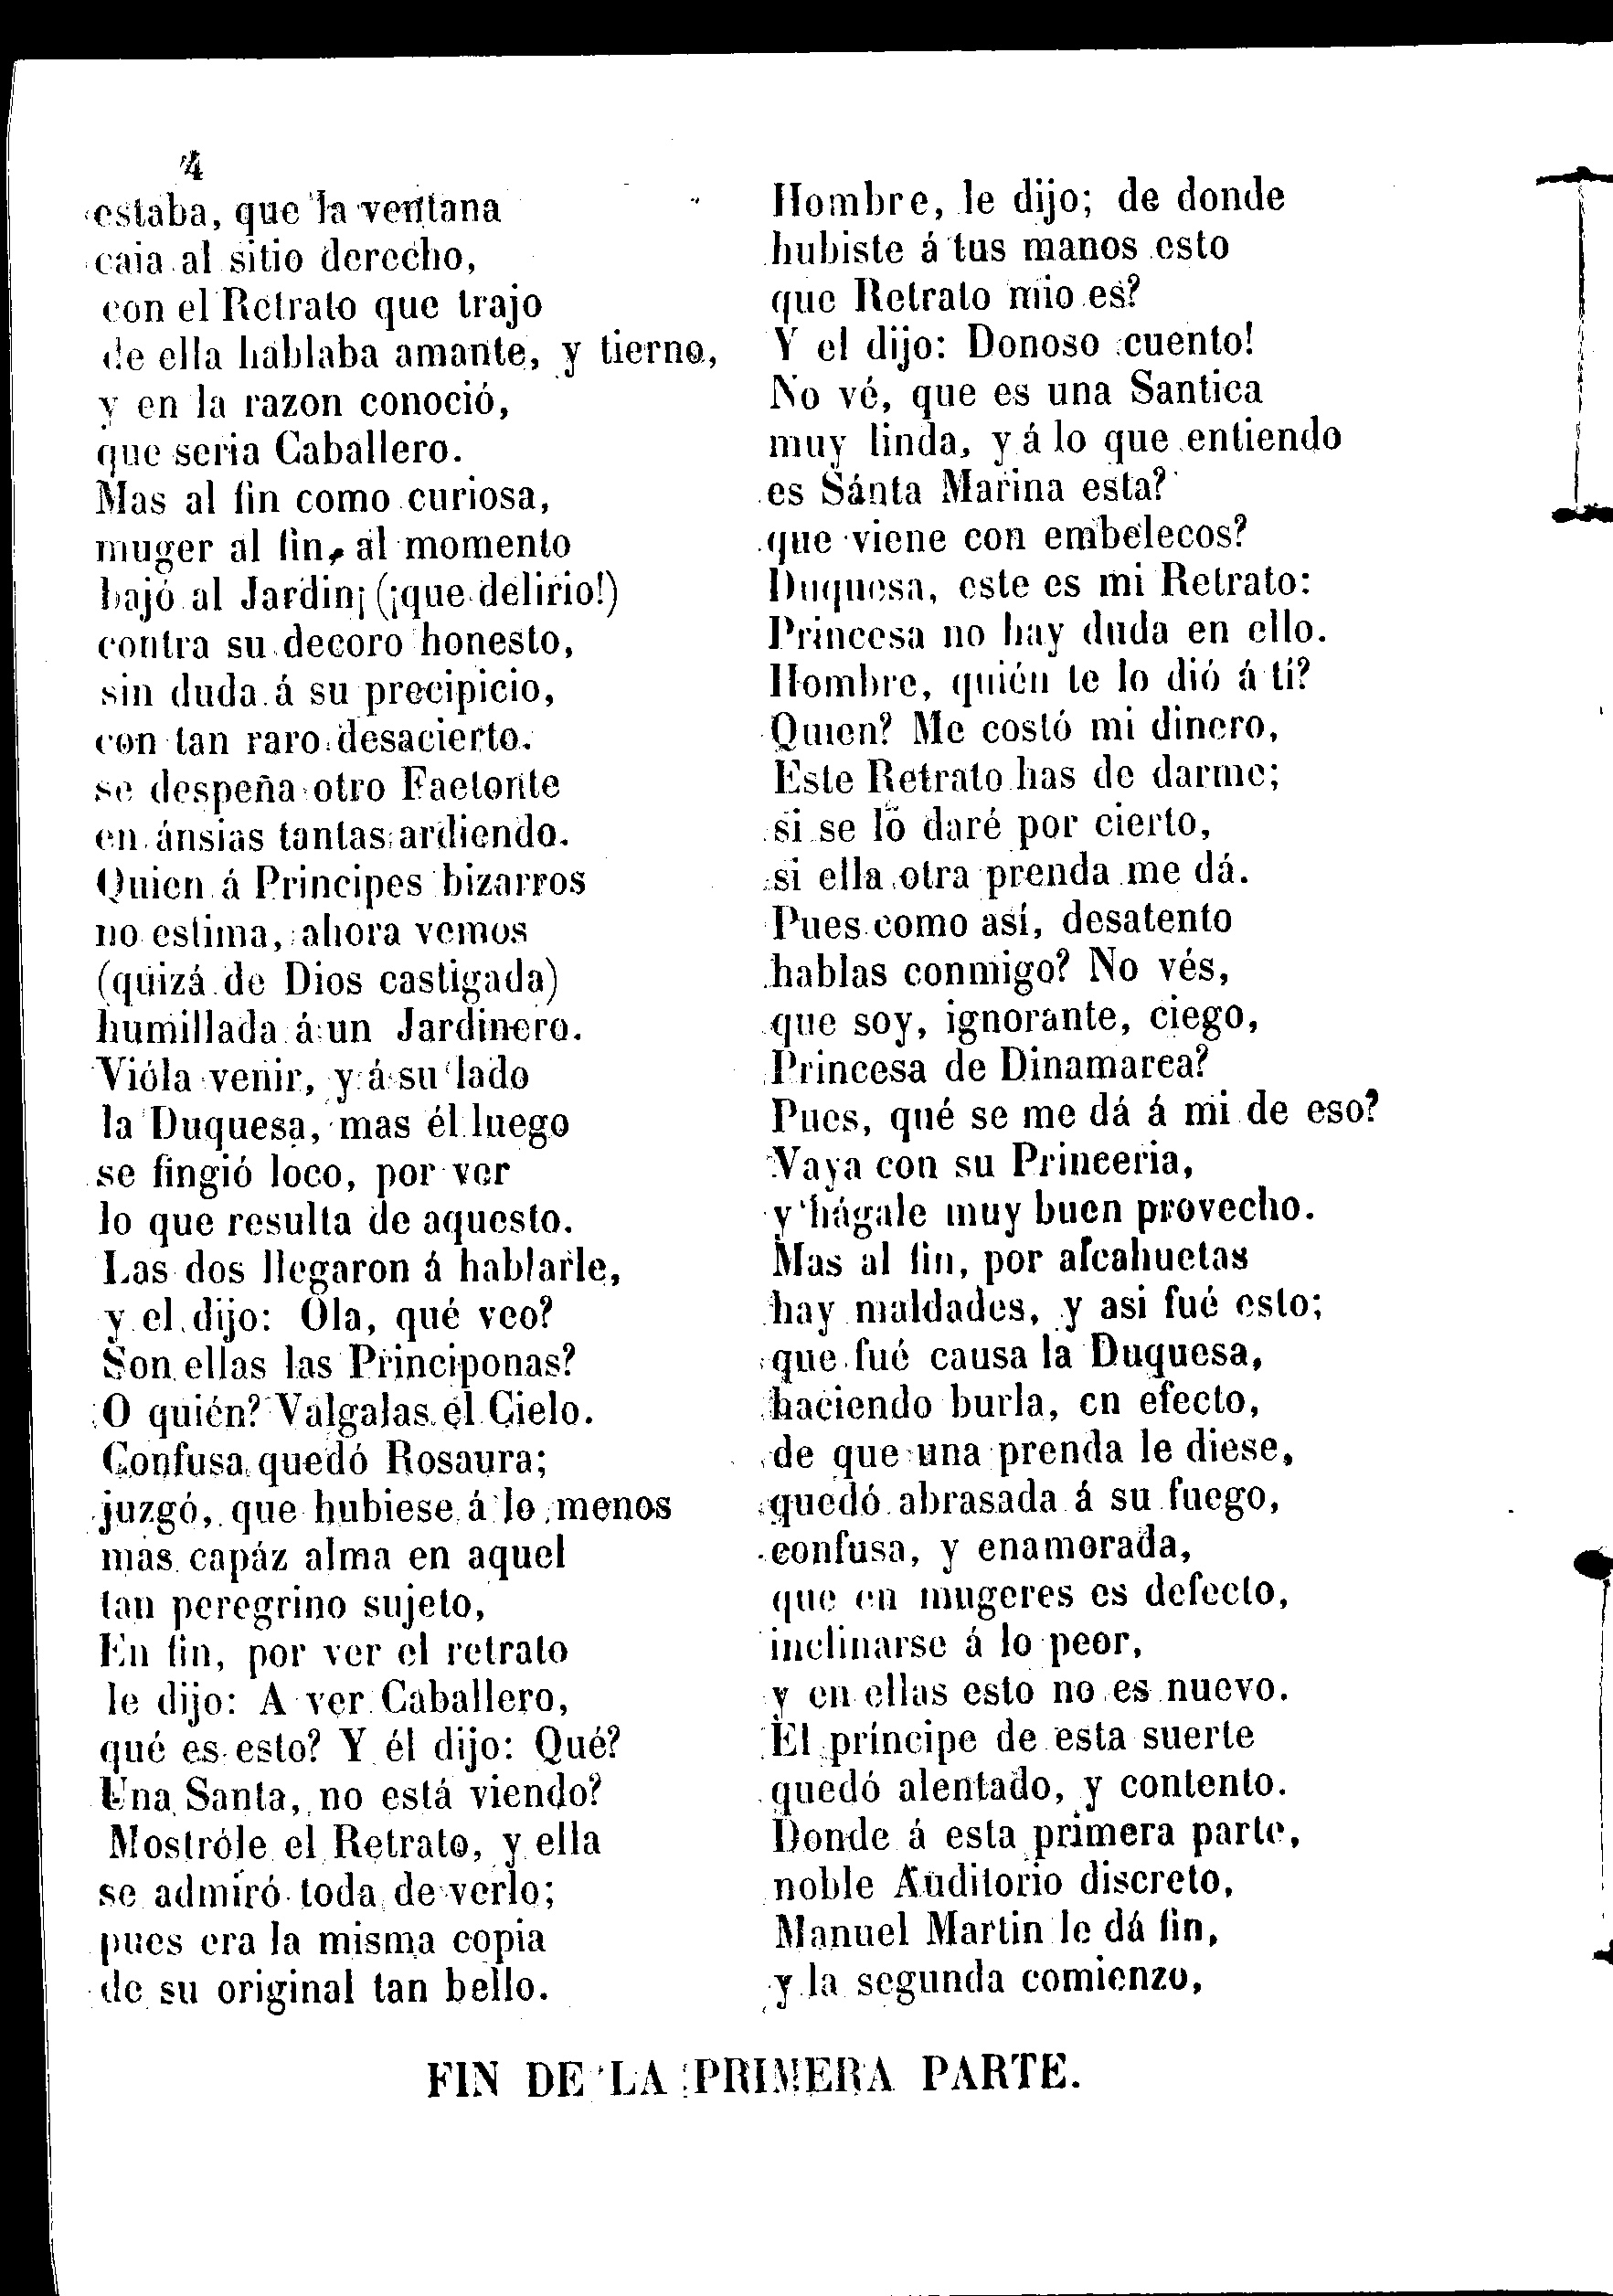 4
estaba, que la ventana
caia al sitio derecho,
con el Retrato que trajo
de ella hablaba amante, y tierno,
y en la razon conoció,
que seria Caballero.
Mas al fin como curiosa,
muger al fin, al momento
bajó al Jardin; (¡que delirio!)
contra su decoro honesto,
sin duda á su precipicio,
con tan raro desacierto.
se despeña otro Faetonte
en ánsias tantas ardiendo.
Quien á Principes bizarros
no estima, ahora vemos
(quizá de Dios castigada)
humillada á un Jardinero.
Vióla venir, y á su lado
la Duquesa, mas él luego
se fingió loco, por ver
lo que resulta de aquesto.
Las dos llegaron á hablarle,
y el dijo: Ola, qué veo?
Son ellas las Principonas?
O quién? Valgalas el Cielo.
Confusa quedó Rosaura;
juzgó, que hubiese á lo menos
mas capáz alma en aquel
tan peregrino sujeto,
En fin, por ver el retrato
le dijo: A ver Caballero,
qué es esto? Y él dijo: Qué?
Una Santa, no está viendo?
Mostróle el Retrato, y ella
se admiró toda de verlo;
pues era la misma copia
de su original tan bello.
Hombre, le dijo; de donde
hubiste á tus manos esto
que Retrato mio es?
Y el dijo: Donoso cuento!
No vé, que es una Santica
muy linda, y á lo que entiendo
es Sánta Marina esta?
que viene con embelecos?
Duquesa, este es mi Retrato:
Princesa no hay duda en ello.
Hombre, quién te lo dió á tí?
Quien? Me costó mi dinero,
Este Retrato has de darme;
si se lo daré por cierto,
si ella otra prenda me dá.
Pues como así, desatento
hablas conmigo? No vés,
que soy, ignorante, ciego,
Princesa de Dinamarca?
Pues, qué se me dá á mi de eso?
Vaya con su Princeria,
y hágale muy buen provecho.
Mas al fin, por alcahuetas
hay maldades, y asi fué esto;
que fué causa la Duquesa,
haciendo burla, en efecto,
de que una prenda le diese,
quedó abrasada á su fuego,
confusa, y enamorada,
que en mugeres es defecto,
inclinarse á lo peor,
y en ellas esto no es nuevo.
El príncipe de esta suerte
quedó alentado, y contento.
Donde á esta primera parte,
noble Auditorio discreto,
Manuel Martin le dá fin,
y la segunda comienzo,
FIN DE LA PRIMERA PARTE.